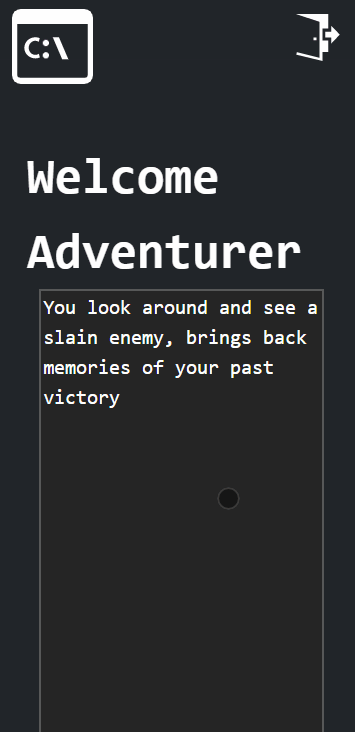 C:\
Welcome
Adventurer
You look around and see a
slain enemy, brings back
memories of your past
victory